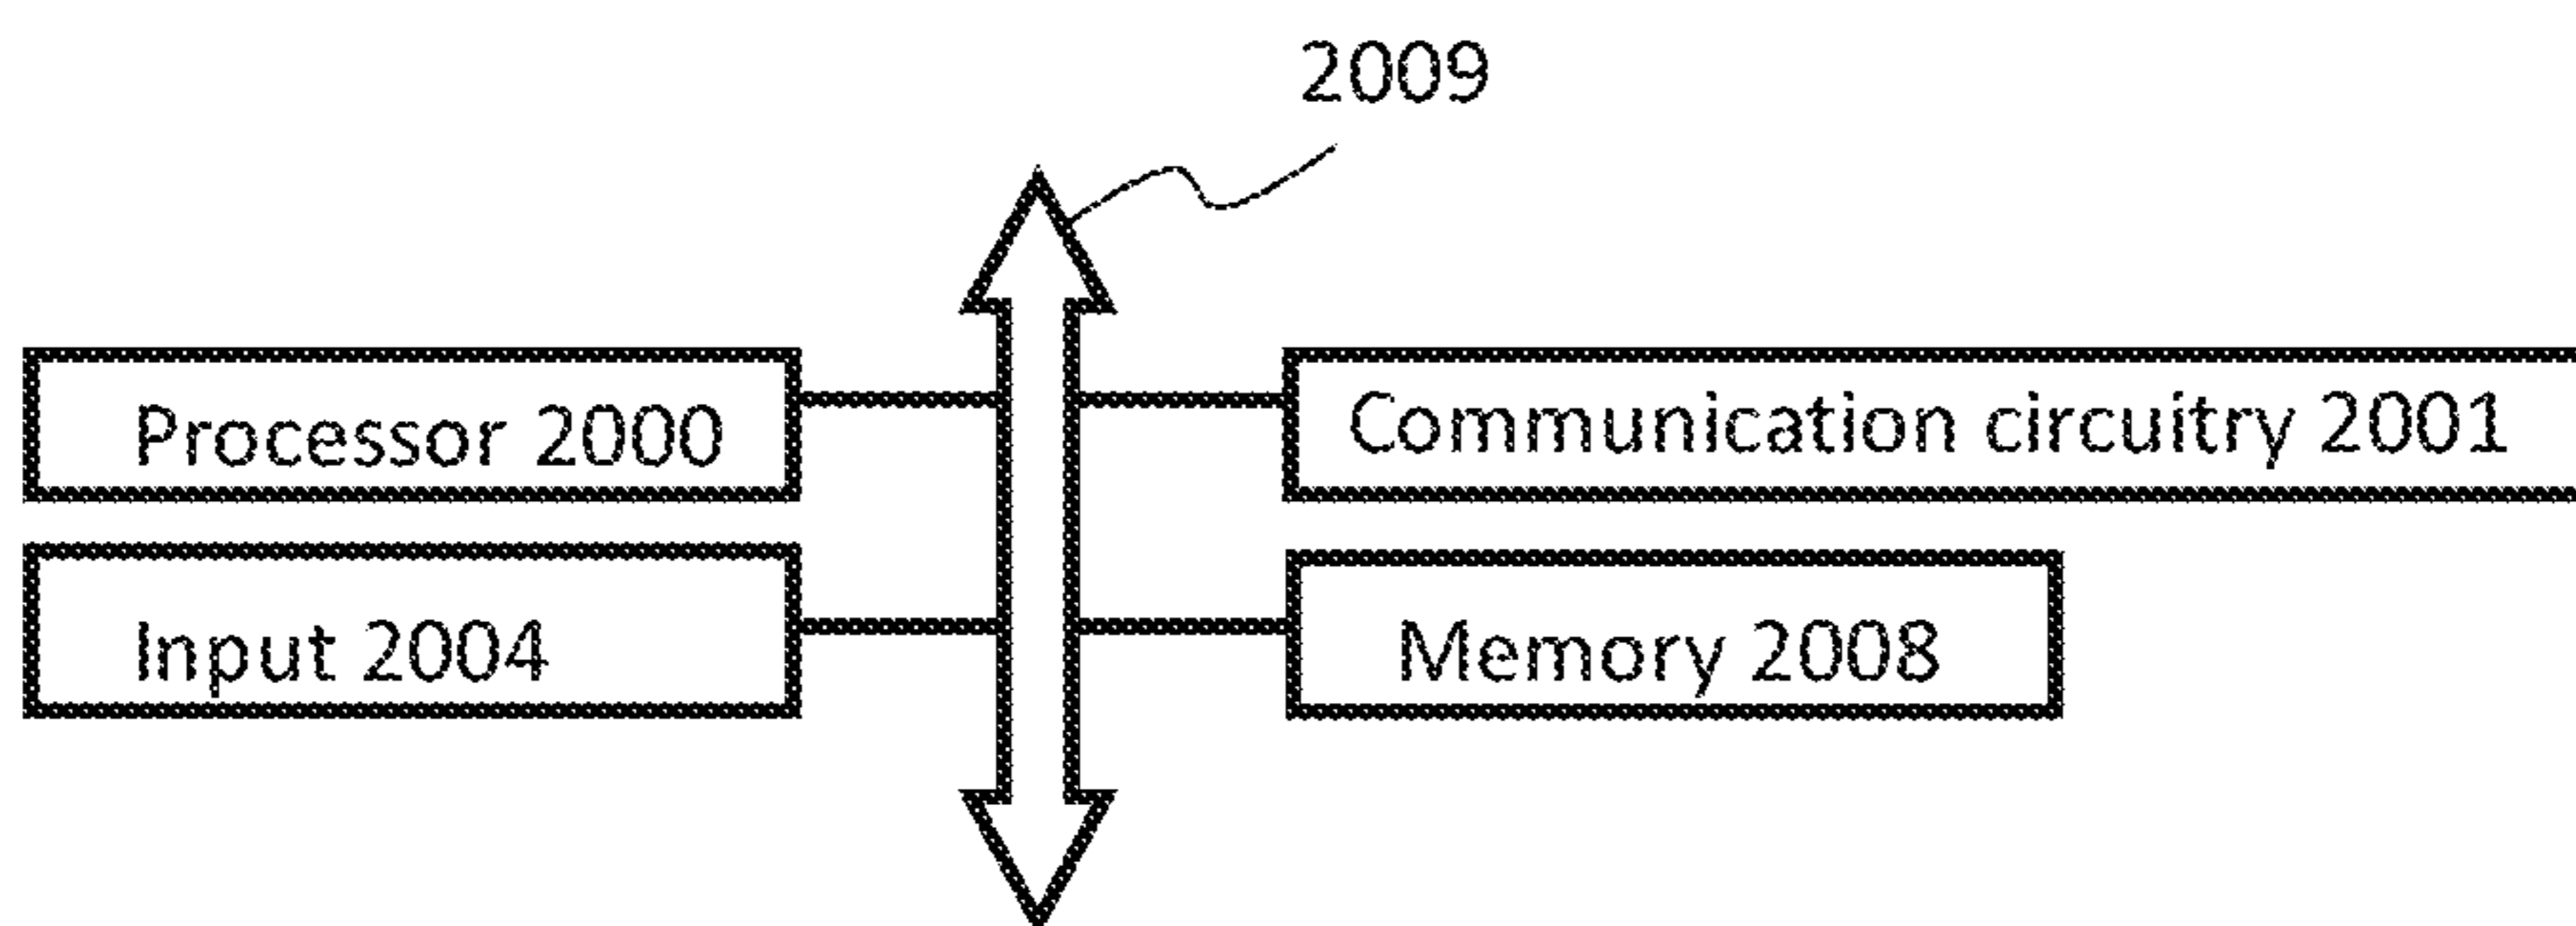 2009
Processor 2000
Communication circuitry 2001
Input 2004
Memory 2008